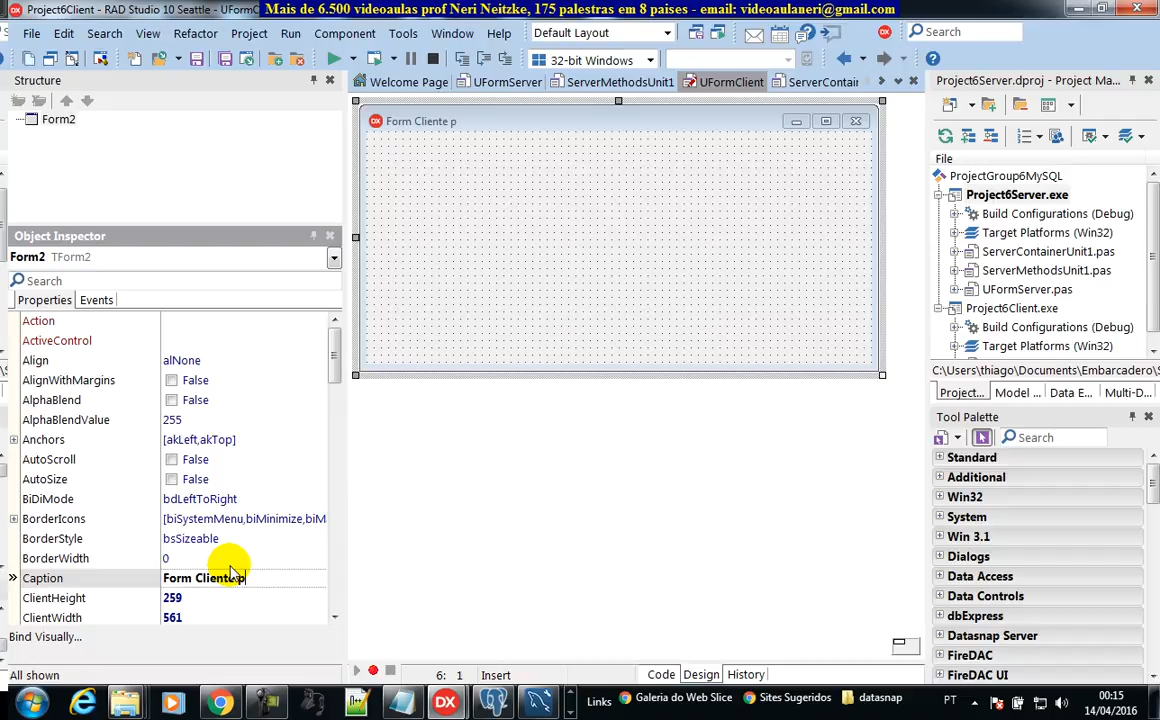 Project6Client - RAD Studio 10 Seattle - UFormC
Mais de 6.500 videoaulas prof Neri Neitzke, 175 palestras em 8 paises - email: videoaulaneri@gmail.com
File Edit Search View Refactor Project Run Component Tools Window Help Default Layout Search
32-bit Windows
Structure
Welcome Page UFormServer ServerMethodsUnit1 UFormClient ServerContair
Project6Server.dproj - Project Ma...
Form2
Form Cliente p
File
ProjectGroup6MySQL
Project6Server.exe
Build Configurations (Debug)
Target Platforms (Win32)
ServerContainerUnit1.pas
ServerMethodsUnit1.pas
UFormServer.pas
Project6Client.exe
Build Configurations (Debug)
Target Platforms (Win32)
C:\Users\thiago\Documents\Embarcadero\S
Project... Model ... Data E... Multi-D...
Object Inspector
Form2 TForm2
Search
Properties Events
Action
ActiveControl
Align alNone
AlignWithMargins False
AlphaBlend False
AlphaBlendValue 255
Anchors [akLeft,akTop]
AutoScroll False
AutoSize False
BiDiMode bdLeftToRight
BorderIcons [biSystemMenu,biMinimize,biM
BorderStyle bsSizeable
BorderWidth 0
Caption Form Cliente p
ClientHeight 259
ClientWidth 561
Bind Visually...
All shown
Tool Palette
Search
Standard
Additional
Win32
System
Win 3.1
Dialogs
Data Access
Data Controls
dbExpress
Datasnap Server
FireDAC
FireDAC UI
6: 1 Insert Code Design History
Links Galeria do Web Slice Sites Sugeridos datasnap PT
00:15
14/04/2016